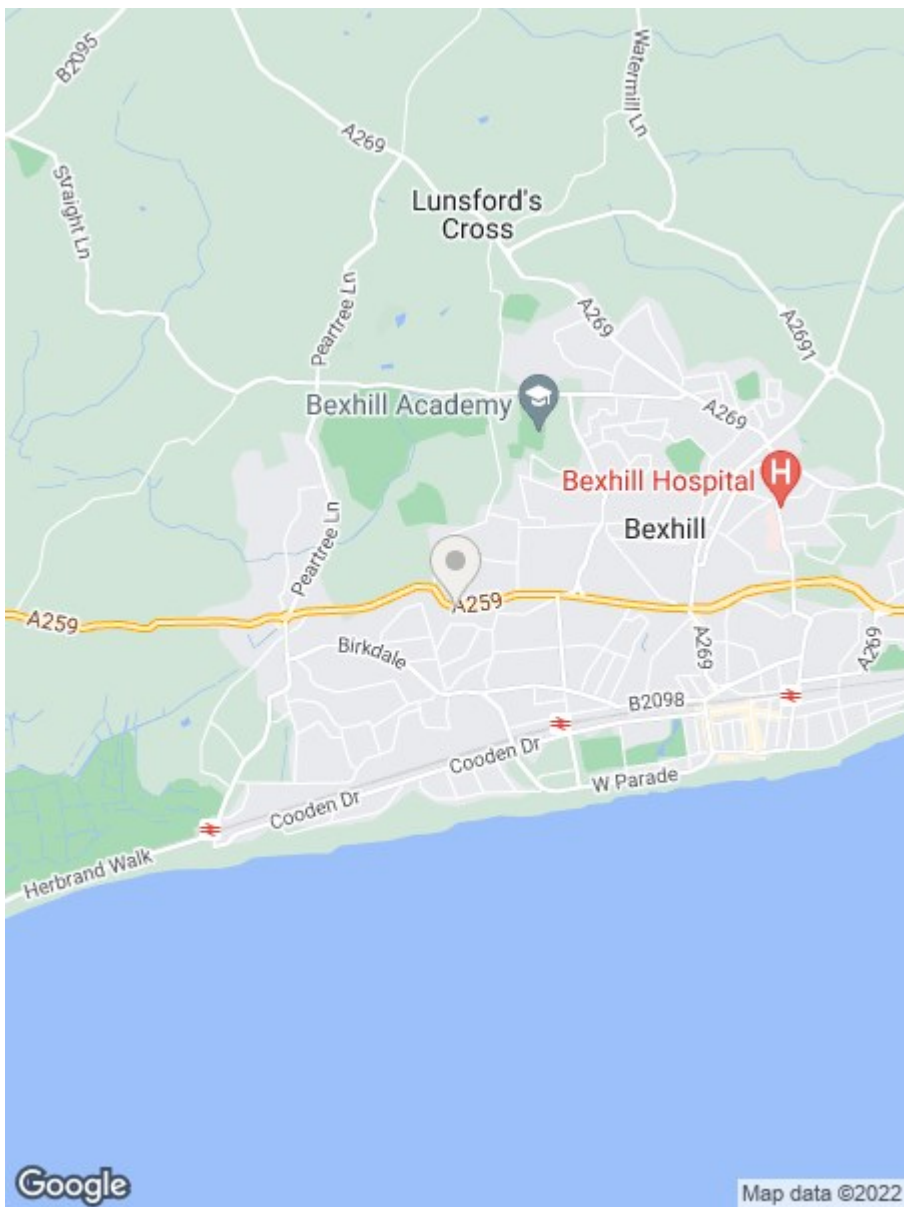 B2095
Watermill Ln
A269
Straight Ln
Lunsford's
Cross
Peartree Ln
A269
A2691
Bexhill Academy
A269
Bexhill Hospital
H
Bexhill
Peartree Ln
A259
A259
Birkdale
A269
A269
B2098
Cooden Dr
W Parade
Cooden Dr
Herbrand Walk
Google
Map data ©2022